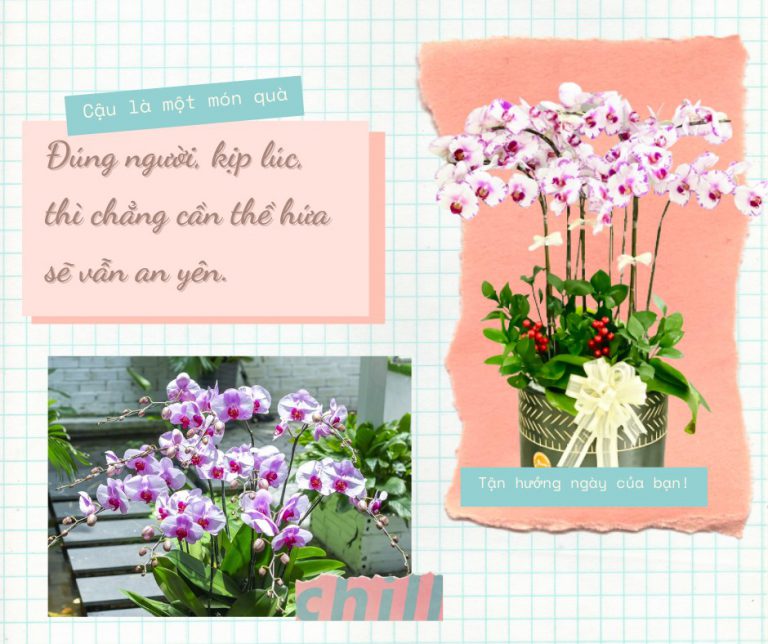 Cậu là một món quà
Đúng người, kịp lúc,
thì chẳng cần thề hứa
sẽ vẫn an yên.
Tận hưởng ngày của bạn!
chill